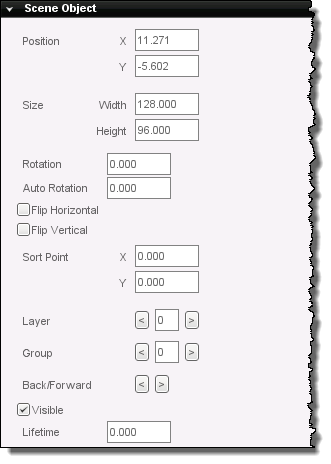 Scene Object
Position X 11.271
Y -5.602
Size Width 128.000
Height 96.000
Rotation 0.000
Auto Rotation 0.000
Flip Horizontal
Flip Vertical
Sort Point X 0.000
Y 0.000
Layer < 0 >
Group < 0 >
Back/Forward < >
Visible
Lifetime 0.000